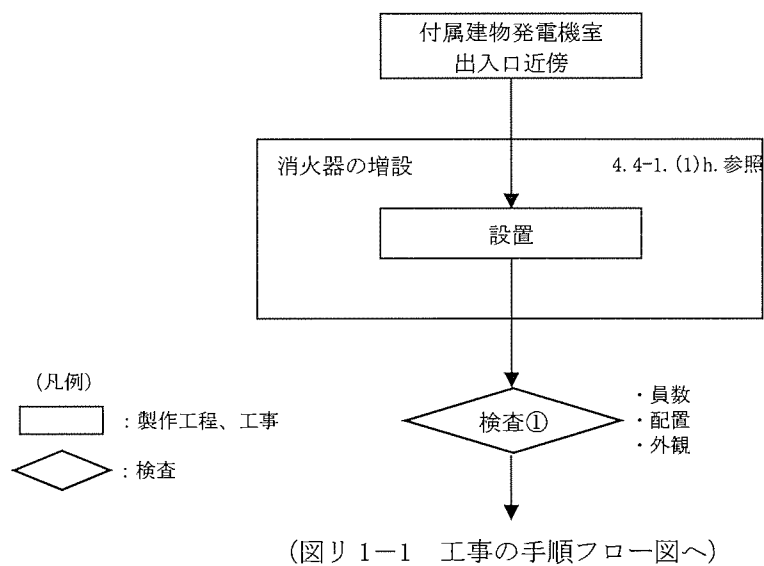 付属建物発電機室
出入口近傍
消火器の増設 4.4-1.(1)h.参照
設置
検査①
・員数
・配置
・外観
(凡例)
：製作工程、工事
：検査
(図リ1－1 工事の手順フロー図へ)